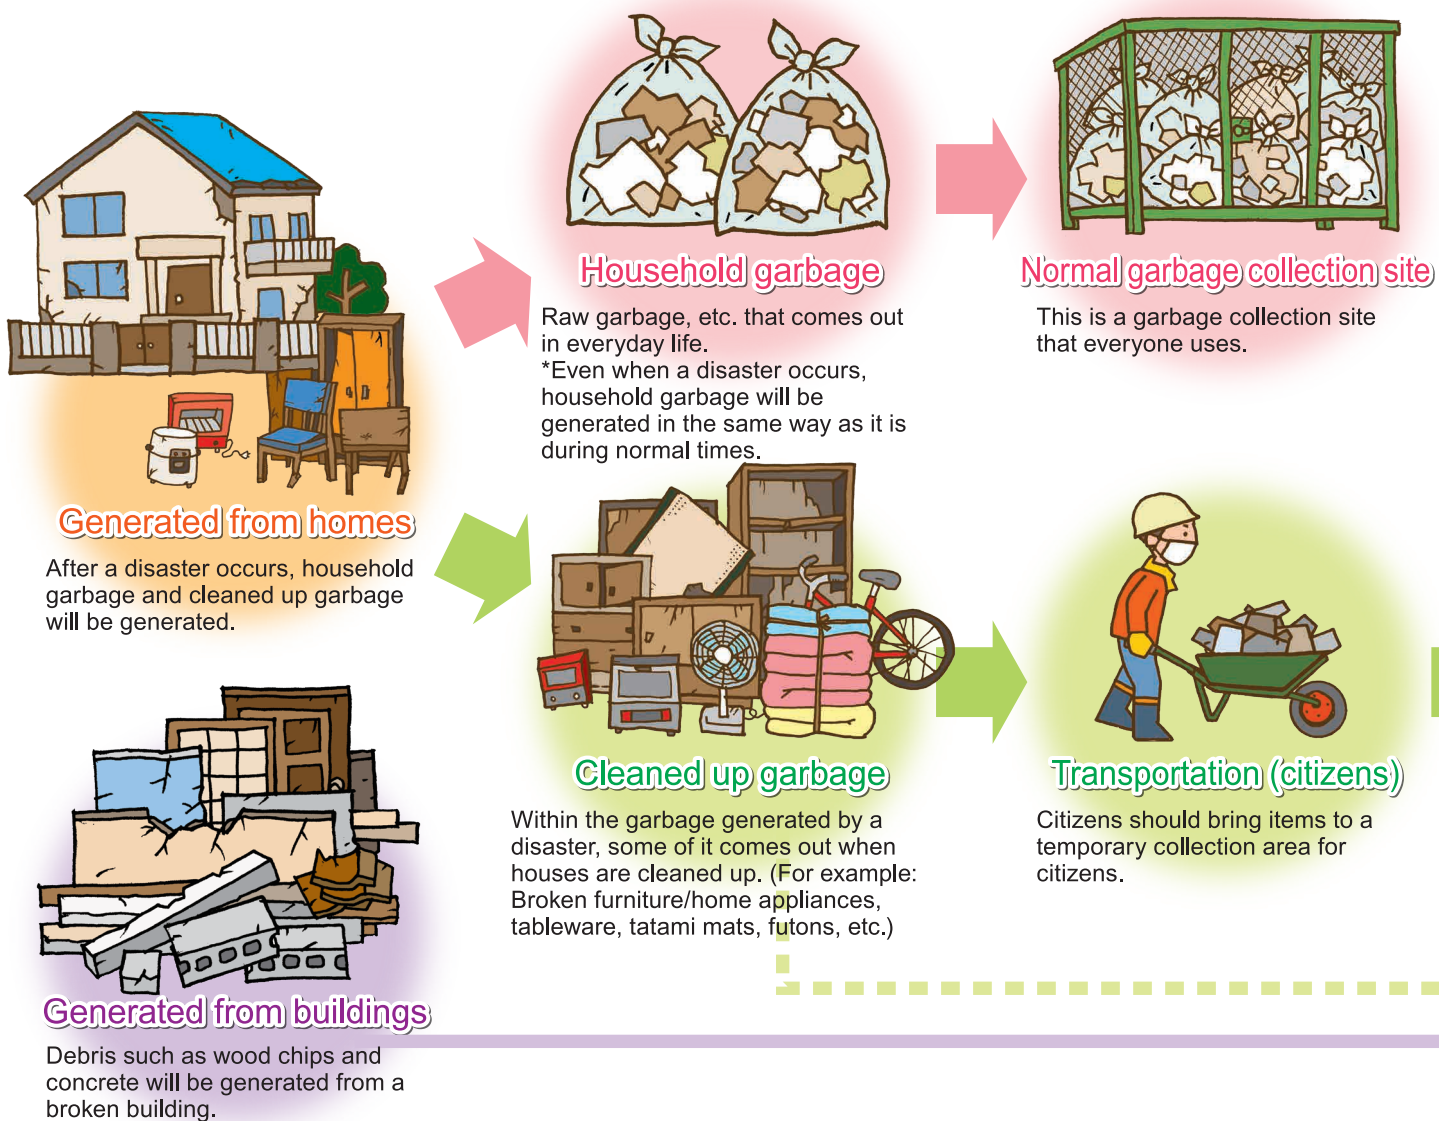 Household garbage
Raw garbage, etc. that comes out
in everyday life.
*Even when a disaster occurs,
household garbage will be
generated in the same way as it is
during normal times.
Normal garbage collection site
This is a garbage collection site
that everyone uses.
Generated from homes
After a disaster occurs, household
garbage and cleaned up garbage
will be generated.
Cleaned up garbage
Within the garbage generated by a
disaster, some of it comes out when
houses are cleaned up. (For example:
Broken furniture/home appliances,
tableware, tatami mats, futons, etc.)
Transportation (citizens)
Citizens should bring items to a
temporary collection area for
citizens.
Generated from buildings
Debris such as wood chips and
concrete will be generated from a
broken building.